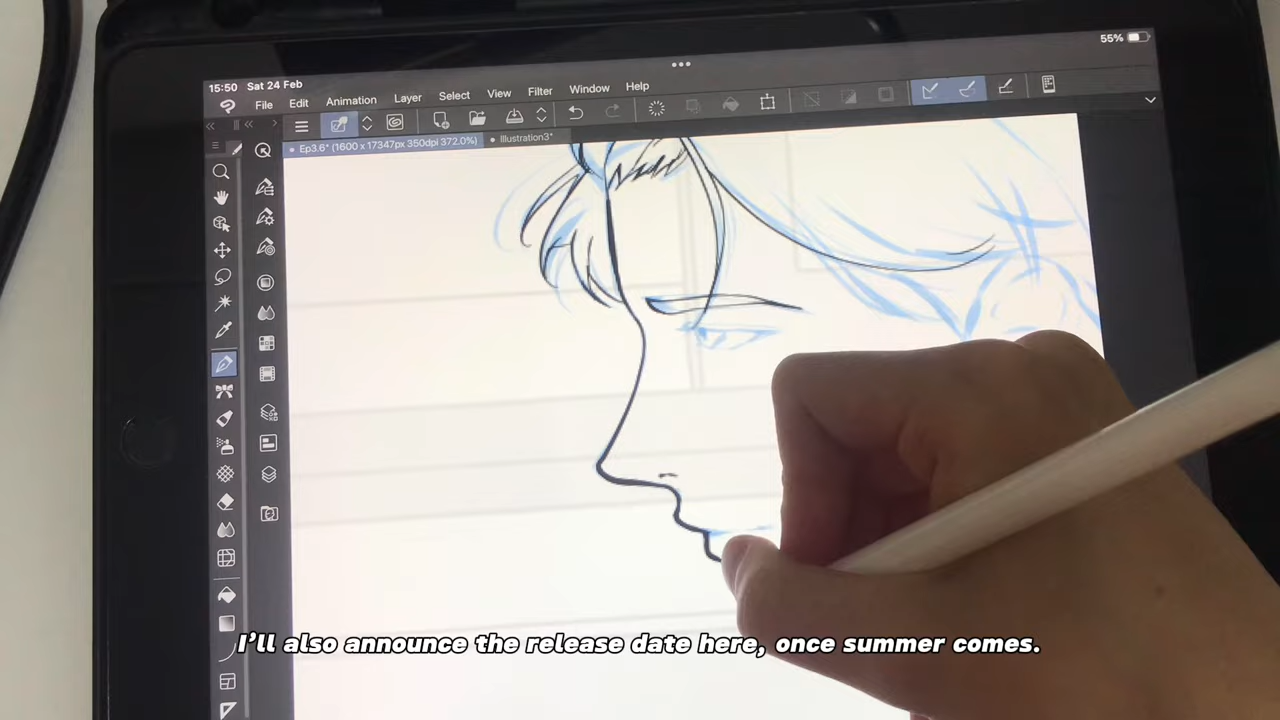 55%
15:50 Sat 24 Feb
File Edit Animation Layer Select View Filter Window Help
Ep3.6* (1600 x 17347px 350dpi 372.0%) Illustration3*
I'll also announce the release date here, once summer comes.